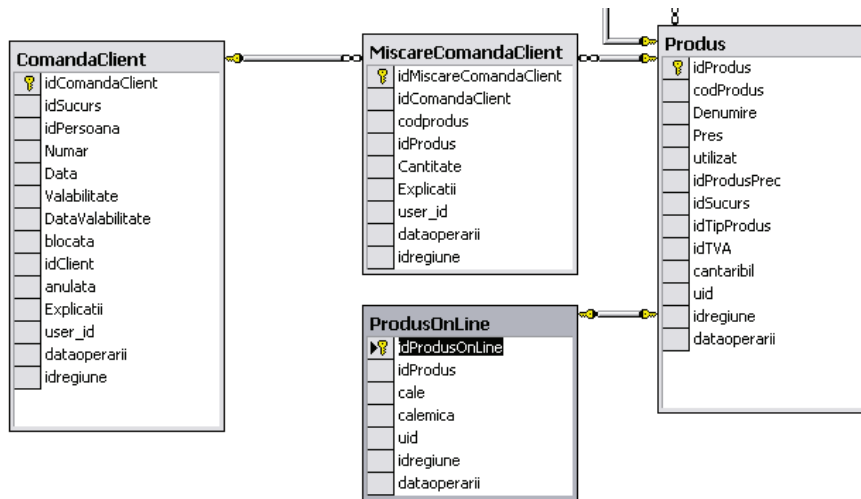 ComandaClient
idComandaClient
idSucurs
idPersoana
Numar
Data
Valabilitate
DataValabilitate
blocata
idClient
anulata
Explicatii
user_id
dataoperarii
idregiune
MiscareComandaClient
idMiscareComandaClient
idComandaClient
codprodus
idProdus
Cantitate
Explicatii
user_id
dataoperarii
idregiune
ProdusOnLine
idProdusOnLine
idProdus
cale
calemica
uid
idregiune
dataoperarii
Produs
idProdus
codProdus
Denumire
Pres
utilizat
idProdusPrec
idSucurs
idTipProdus
idTVA
cantaribil
uid
idregiune
dataoperarii